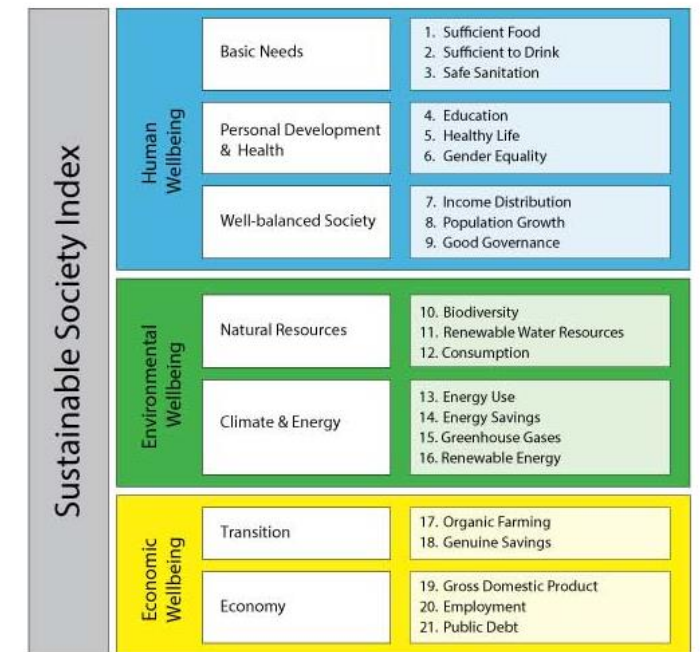 Sustainable Society Index
Human
Wellbeing
Basic Needs
1. Sufficient Food
2. Sufficient to Drink
3. Safe Sanitation
Personal Development
& Health
4. Education
5. Healthy Life
6. Gender Equality
Well-balanced Society
7. Income Distribution
8. Population Growth
9. Good Governance
Environmental
Wellbeing
Natural Resources
10. Biodiversity
11. Renewable Water Resources
12. Consumption
Climate & Energy
13. Energy Use
14. Energy Savings
15. Greenhouse Gases
16. Renewable Energy
Economic
Wellbeing
Transition
17. Organic Farming
18. Genuine Savings
Economy
19. Gross Domestic Product
20. Employment
21. Public Debt